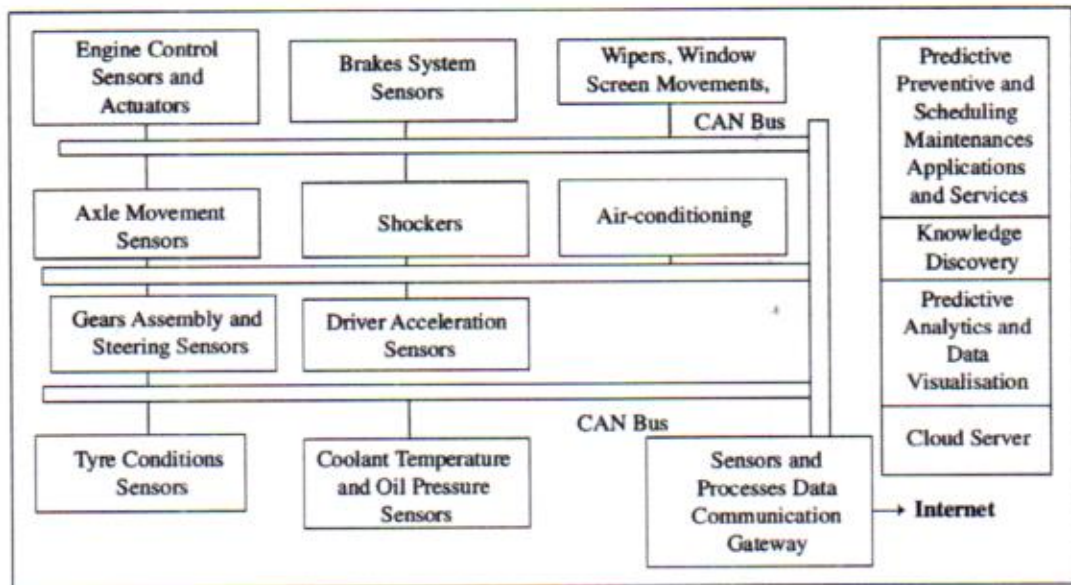 Engine Control
Sensors and
Actuators
Brakes System
Sensors
Wipers, Window
Screen Movements,
CAN Bus
Axle Movement
Sensors
Shockers
Air-conditioning
Gears Assembly and
Steering Sensors
Driver Acceleration
Sensors
CAN Bus
Tyre Conditions
Sensors
Coolant Temperature
and Oil Pressure
Sensors
Sensors and
Processes Data
Communication
Gateway
Internet
Predictive
Preventive and
Scheduling
Maintenances
Applications
and Services
Knowledge
Discovery
Predictive
Analytics and
Data
Visualisation
Cloud Server